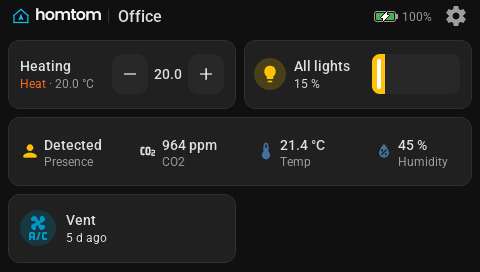 homtom
Office
100%
Heating
Heat · 20.0 °C
− 20.0 +
All lights
15 %
Detected
Presence
CO2
964 ppm
CO2
21.4 °C
Temp
45 %
Humidity
A/C
Vent
5 d ago